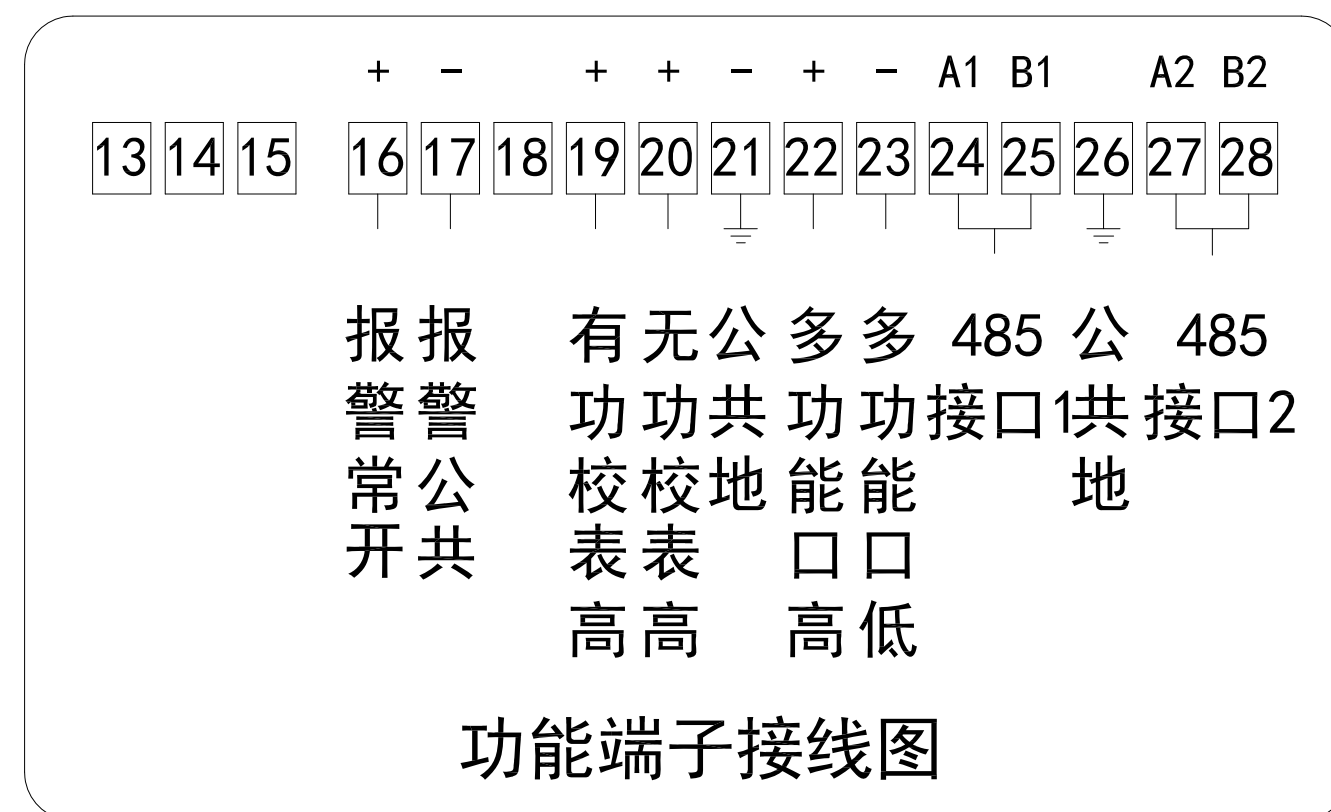 + − + + − + − A1 B1 A2 B2
13 14 15 16 17 18 19 20 21 22 23 24 25 26 27 28
报警常开
报警公共
有功校表高
无功校表高
公共地
多功能口高
多功能口低
485
接口1
公共地
485
接口2
功能端子接线图